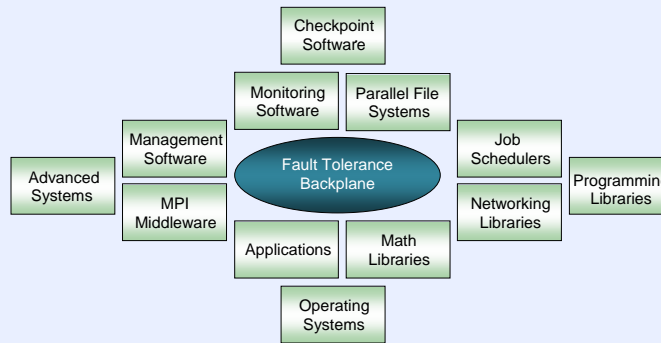 Checkpoint
Software
Monitoring
Software
Parallel File
Systems
Management
Software
Job
Schedulers
Fault Tolerance
Backplane
Advanced
Systems
MPI
Middleware
Networking
Libraries
Programming
Libraries
Applications
Math
Libraries
Operating
Systems